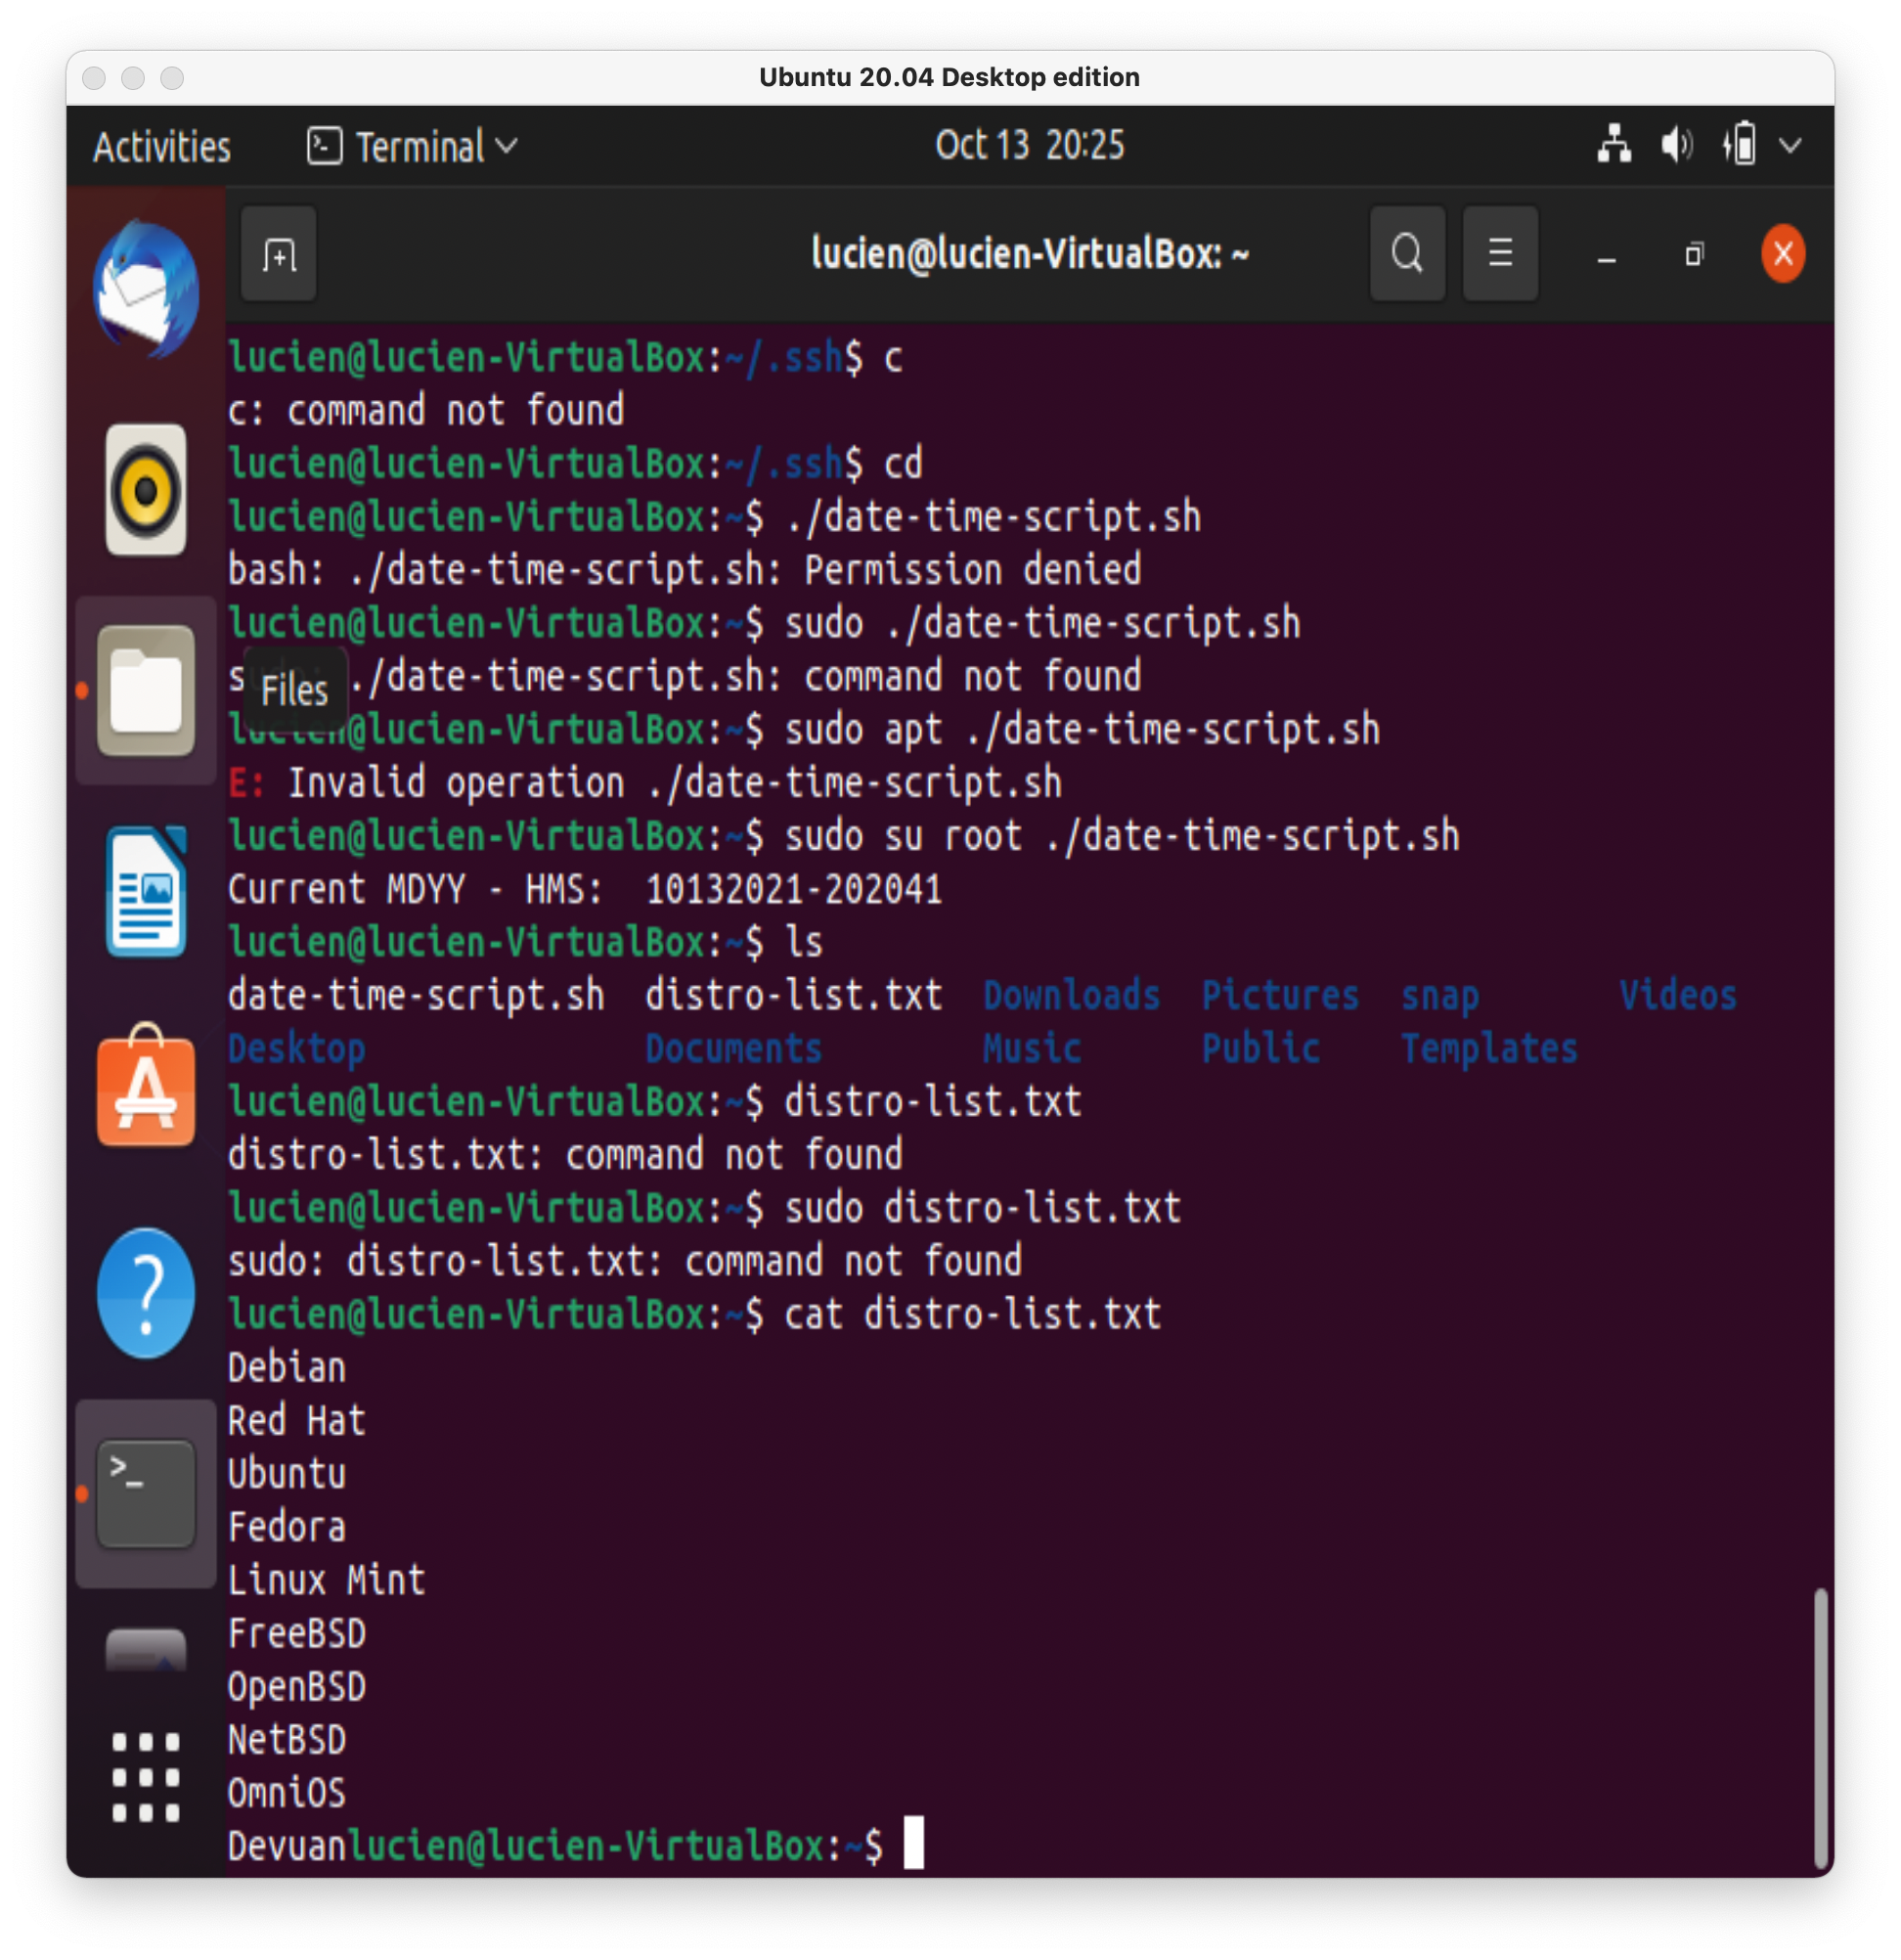 Ubuntu 20.04 Desktop edition
Activities Terminal Oct 13 20:25
lucien@lucien-VirtualBox: ~
lucien@lucien-VirtualBox:~/.ssh$ c
c: command not found
lucien@lucien-VirtualBox:~/.ssh$ cd
lucien@lucien-VirtualBox:~$ ./date-time-script.sh
bash: ./date-time-script.sh: Permission denied
lucien@lucien-VirtualBox:~$ sudo ./date-time-script.sh
sudo: ./date-time-script.sh: command not found
Files
lucien@lucien-VirtualBox:~$ sudo apt ./date-time-script.sh
E: Invalid operation ./date-time-script.sh
lucien@lucien-VirtualBox:~$ sudo su root ./date-time-script.sh
Current MDYY - HMS:  10132021-202041
lucien@lucien-VirtualBox:~$ ls
date-time-script.sh  distro-list.txt  Downloads  Pictures  snap       Videos
Desktop              Documents        Music      Public    Templates
lucien@lucien-VirtualBox:~$ distro-list.txt
distro-list.txt: command not found
lucien@lucien-VirtualBox:~$ sudo distro-list.txt
sudo: distro-list.txt: command not found
lucien@lucien-VirtualBox:~$ cat distro-list.txt
Debian
Red Hat
Ubuntu
Fedora
Linux Mint
FreeBSD
OpenBSD
NetBSD
OmniOS
Devuanlucien@lucien-VirtualBox:~$